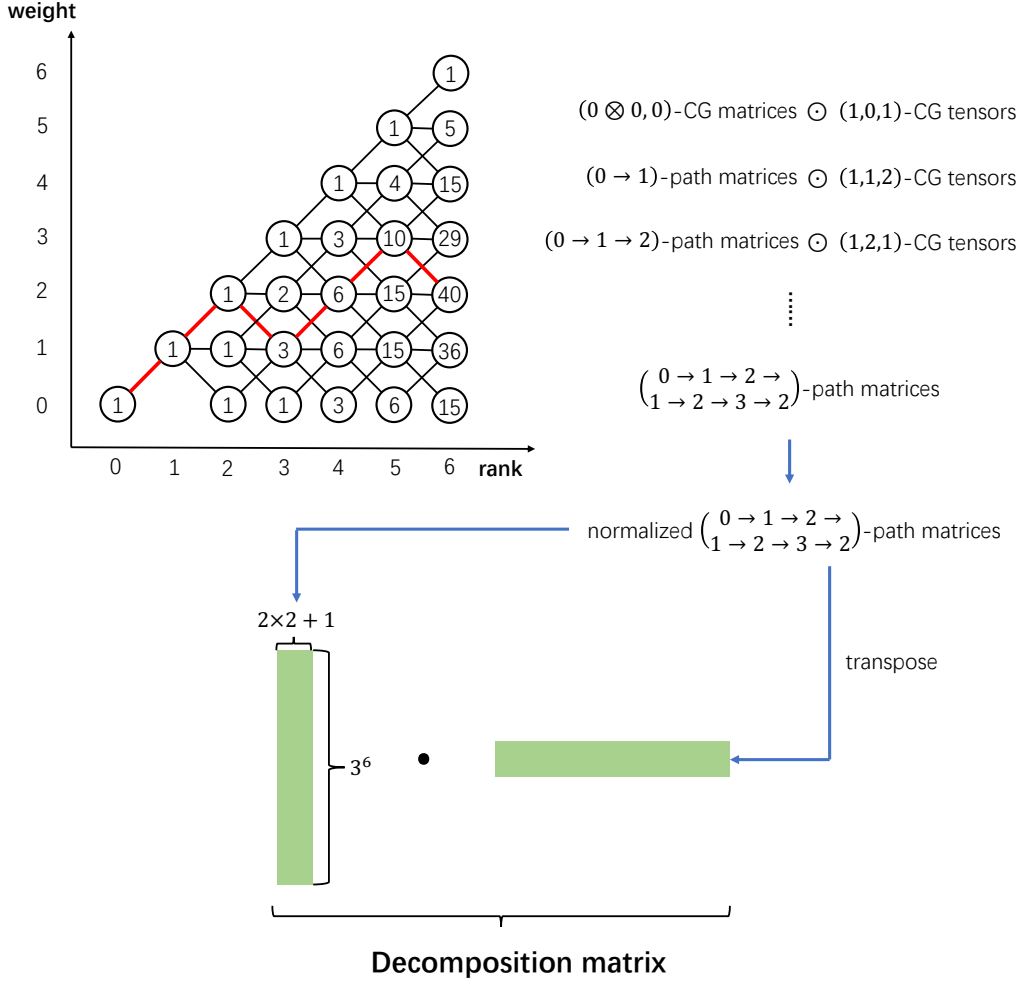 weight
6 1
5 1 5
4 1 4 15
3 1 3 10 29
2 1 2 6 15 40
1 1 1 3 6 15 36
0 1 1 1 3 6 15
0 1 2 3 4 5 6 rank
(0 ⊗ 0, 0)-CG matrices ⊙ (1,0,1)-CG tensors
(0 → 1)-path matrices ⊙ (1,1,2)-CG tensors
(0 → 1 → 2)-path matrices ⊙ (1,2,1)-CG tensors
(0 → 1 → 2 →
1 → 2 → 3 → 2)-path matrices
normalized (0 → 1 → 2 →
1 → 2 → 3 → 2)-path matrices
2×2 + 1
transpose
3⁶
Decomposition matrix